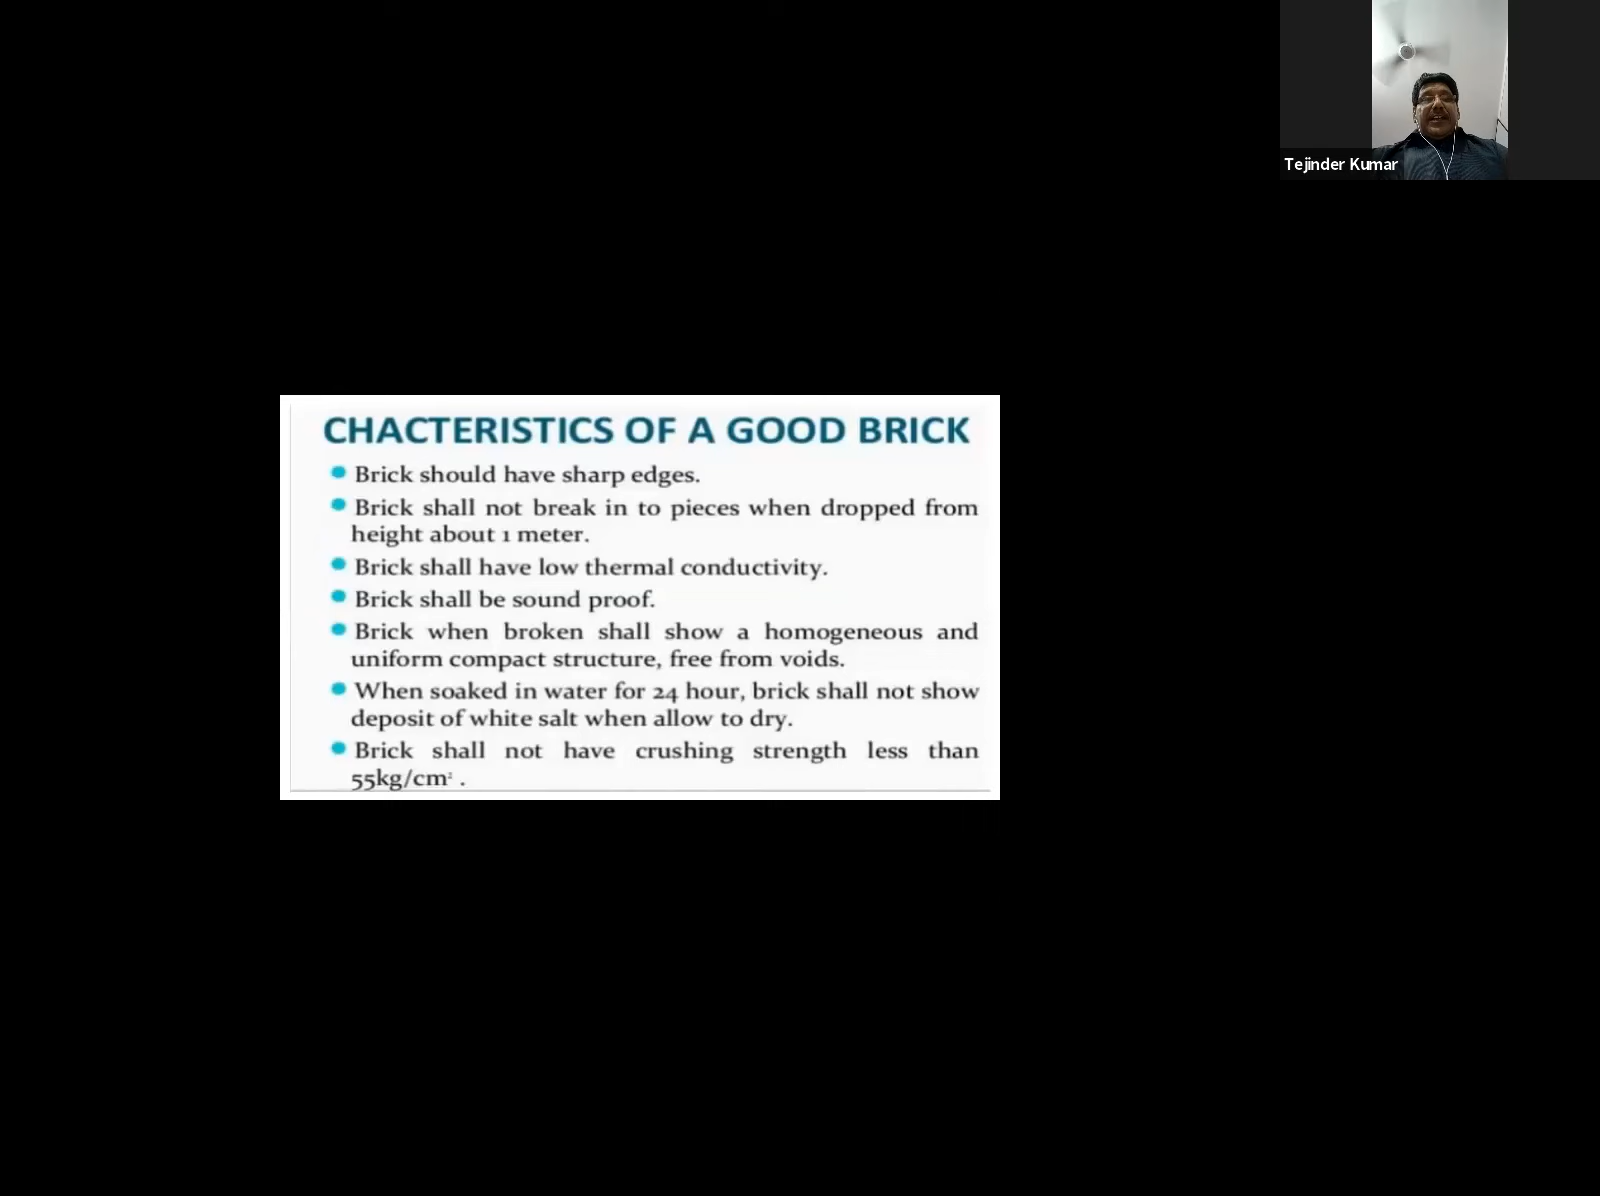 Tejinder Kumar
CHACTERISTICS OF A GOOD BRICK
Brick should have sharp edges.
Brick shall not break in to pieces when dropped from
height about 1 meter.
Brick shall have low thermal conductivity.
Brick shall be sound proof.
Brick when broken shall show a homogeneous and
uniform compact structure, free from voids.
When soaked in water for 24 hour, brick shall not show
deposit of white salt when allow to dry.
Brick shall not have crushing strength less than
55kg/cm² .